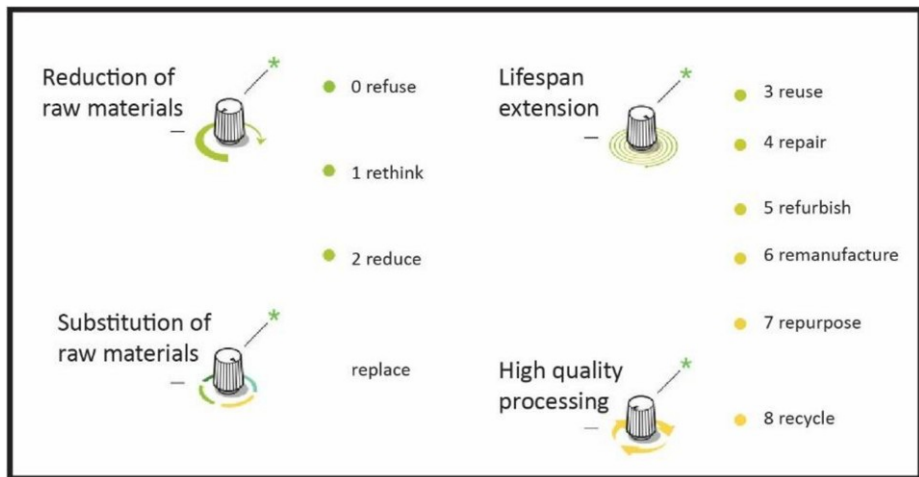 Reduction of
raw materials
0 refuse
1 rethink
2 reduce
Substitution of
raw materials
replace
Lifespan
extension
3 reuse
4 repair
5 refurbish
6 remanufacture
7 repurpose
High quality
processing
8 recycle